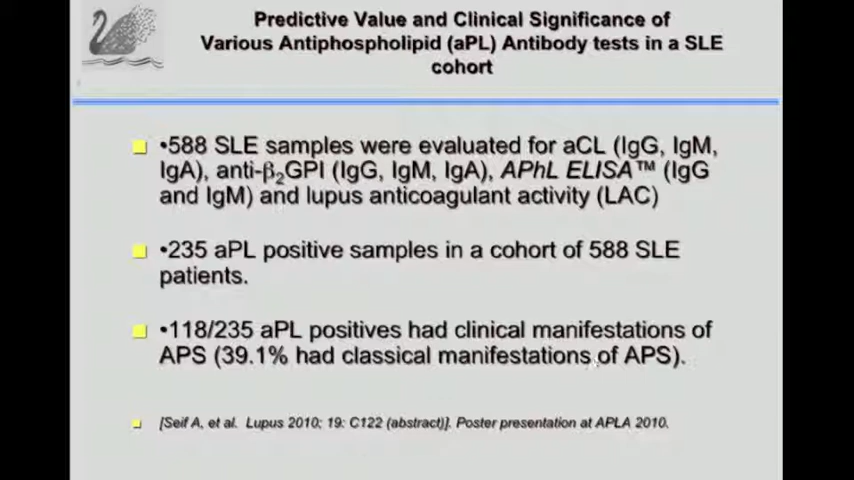 Predictive Value and Clinical Significance of
Various Antiphospholipid (aPL) Antibody tests in a SLE
cohort
•588 SLE samples were evaluated for aCL (IgG, IgM,
IgA), anti-β₂GPI (IgG, IgM, IgA), APhL ELISA™ (IgG
and IgM) and lupus anticoagulant activity (LAC)
•235 aPL positive samples in a cohort of 588 SLE
patients.
•118/235 aPL positives had clinical manifestations of
APS (39.1% had classical manifestations of APS).
[Seif A, et al. Lupus 2010; 19: C122 (abstract)]. Poster presentation at APLA 2010.